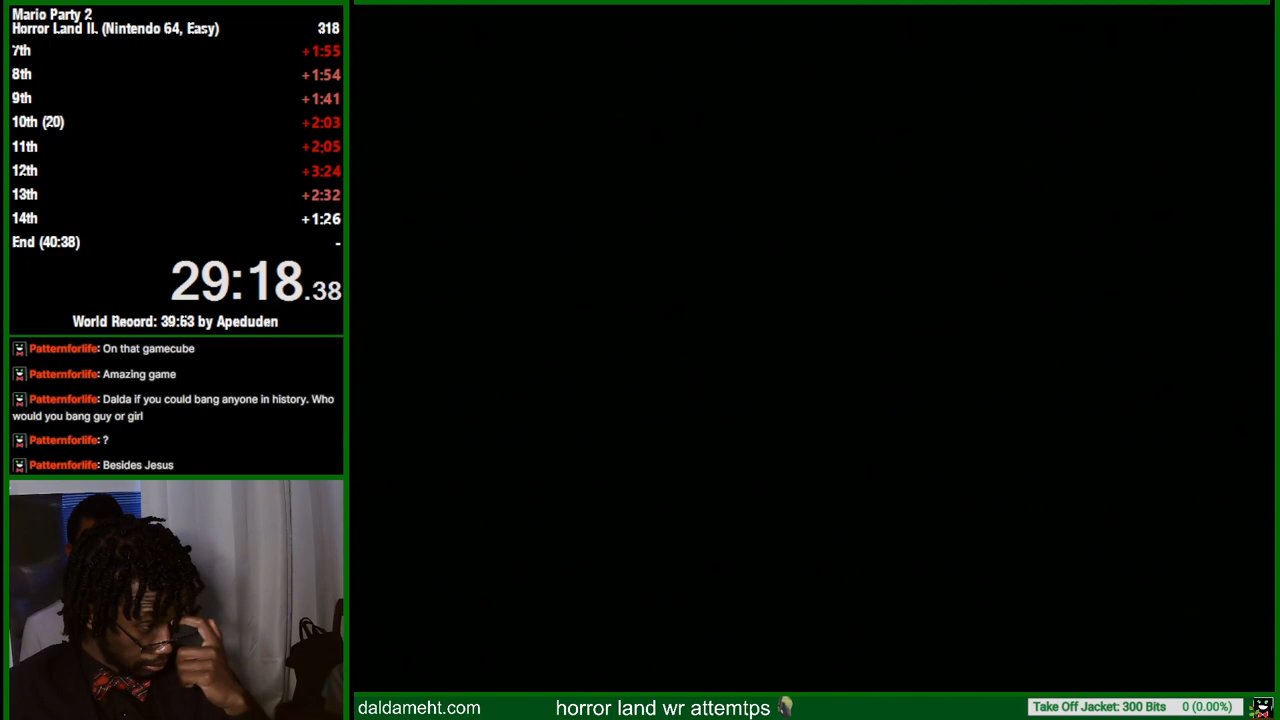 Mario Party 2
Horror Land II. (Nintendo 64, Easy) 318
7th +1:55
8th +1:54
9th +1:41
10th (20) +2:03
11th +2:05
12th +3:24
13th +2:32
14th +1:26
End (40:38) -
29:18.38
World Record: 39:53 by Apeduden
Patternforlife: On that gamecube
Patternforlife: Amazing game
Patternforlife: Dalda if you could bang anyone in history. Who
would you bang guy or girl
Patternforlife: ?
Patternforlife: Besides Jesus
daldameht.com
horror land wr attemtps
Take Off Jacket: 300 Bits 0 (0.00%)